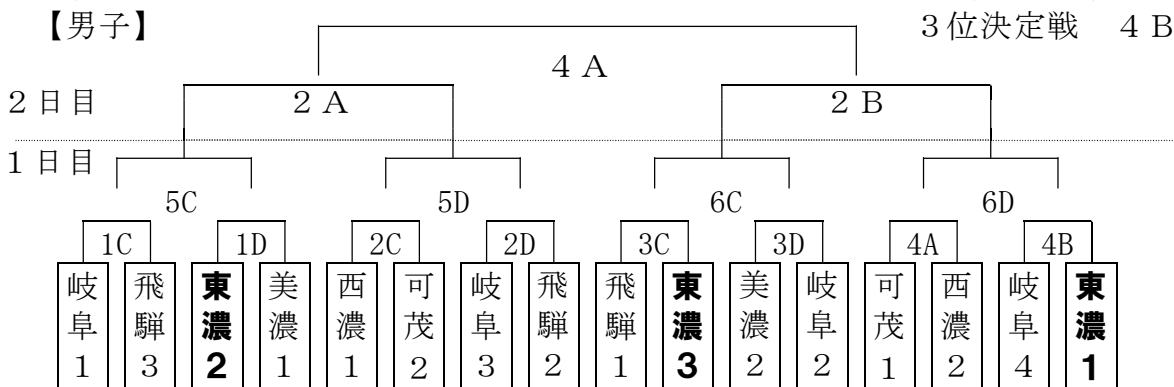 【男子】 ３位決定戦 ４Ｂ
４Ａ
２日目 ２Ａ ２Ｂ
１日目
5C 5D 6C 6D
1C 1D 2C 2D 3C 3D 4A 4B
岐阜1 飛騨3 東濃2 美濃1 西濃1 可茂2 岐阜3 飛騨2 飛騨1 東濃3 美濃2 岐阜2 可茂1 西濃2 岐阜4 東濃1